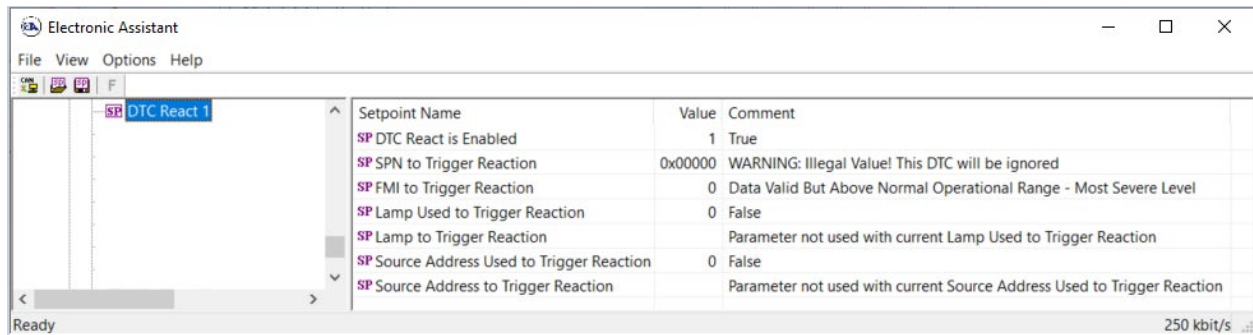 Electronic Assistant
File View Options Help
F
SP DTC React 1
Setpoint Name Value Comment
SP DTC React is Enabled 1 True
SP SPN to Trigger Reaction 0x00000 WARNING: Illegal Value! This DTC will be ignored
SP FMI to Trigger Reaction 0 Data Valid But Above Normal Operational Range - Most Severe Level
SP Lamp Used to Trigger Reaction 0 False
SP Lamp to Trigger Reaction Parameter not used with current Lamp Used to Trigger Reaction
SP Source Address Used to Trigger Reaction 0 False
SP Source Address to Trigger Reaction Parameter not used with current Source Address Used to Trigger Reaction
Ready 250 kbit/s